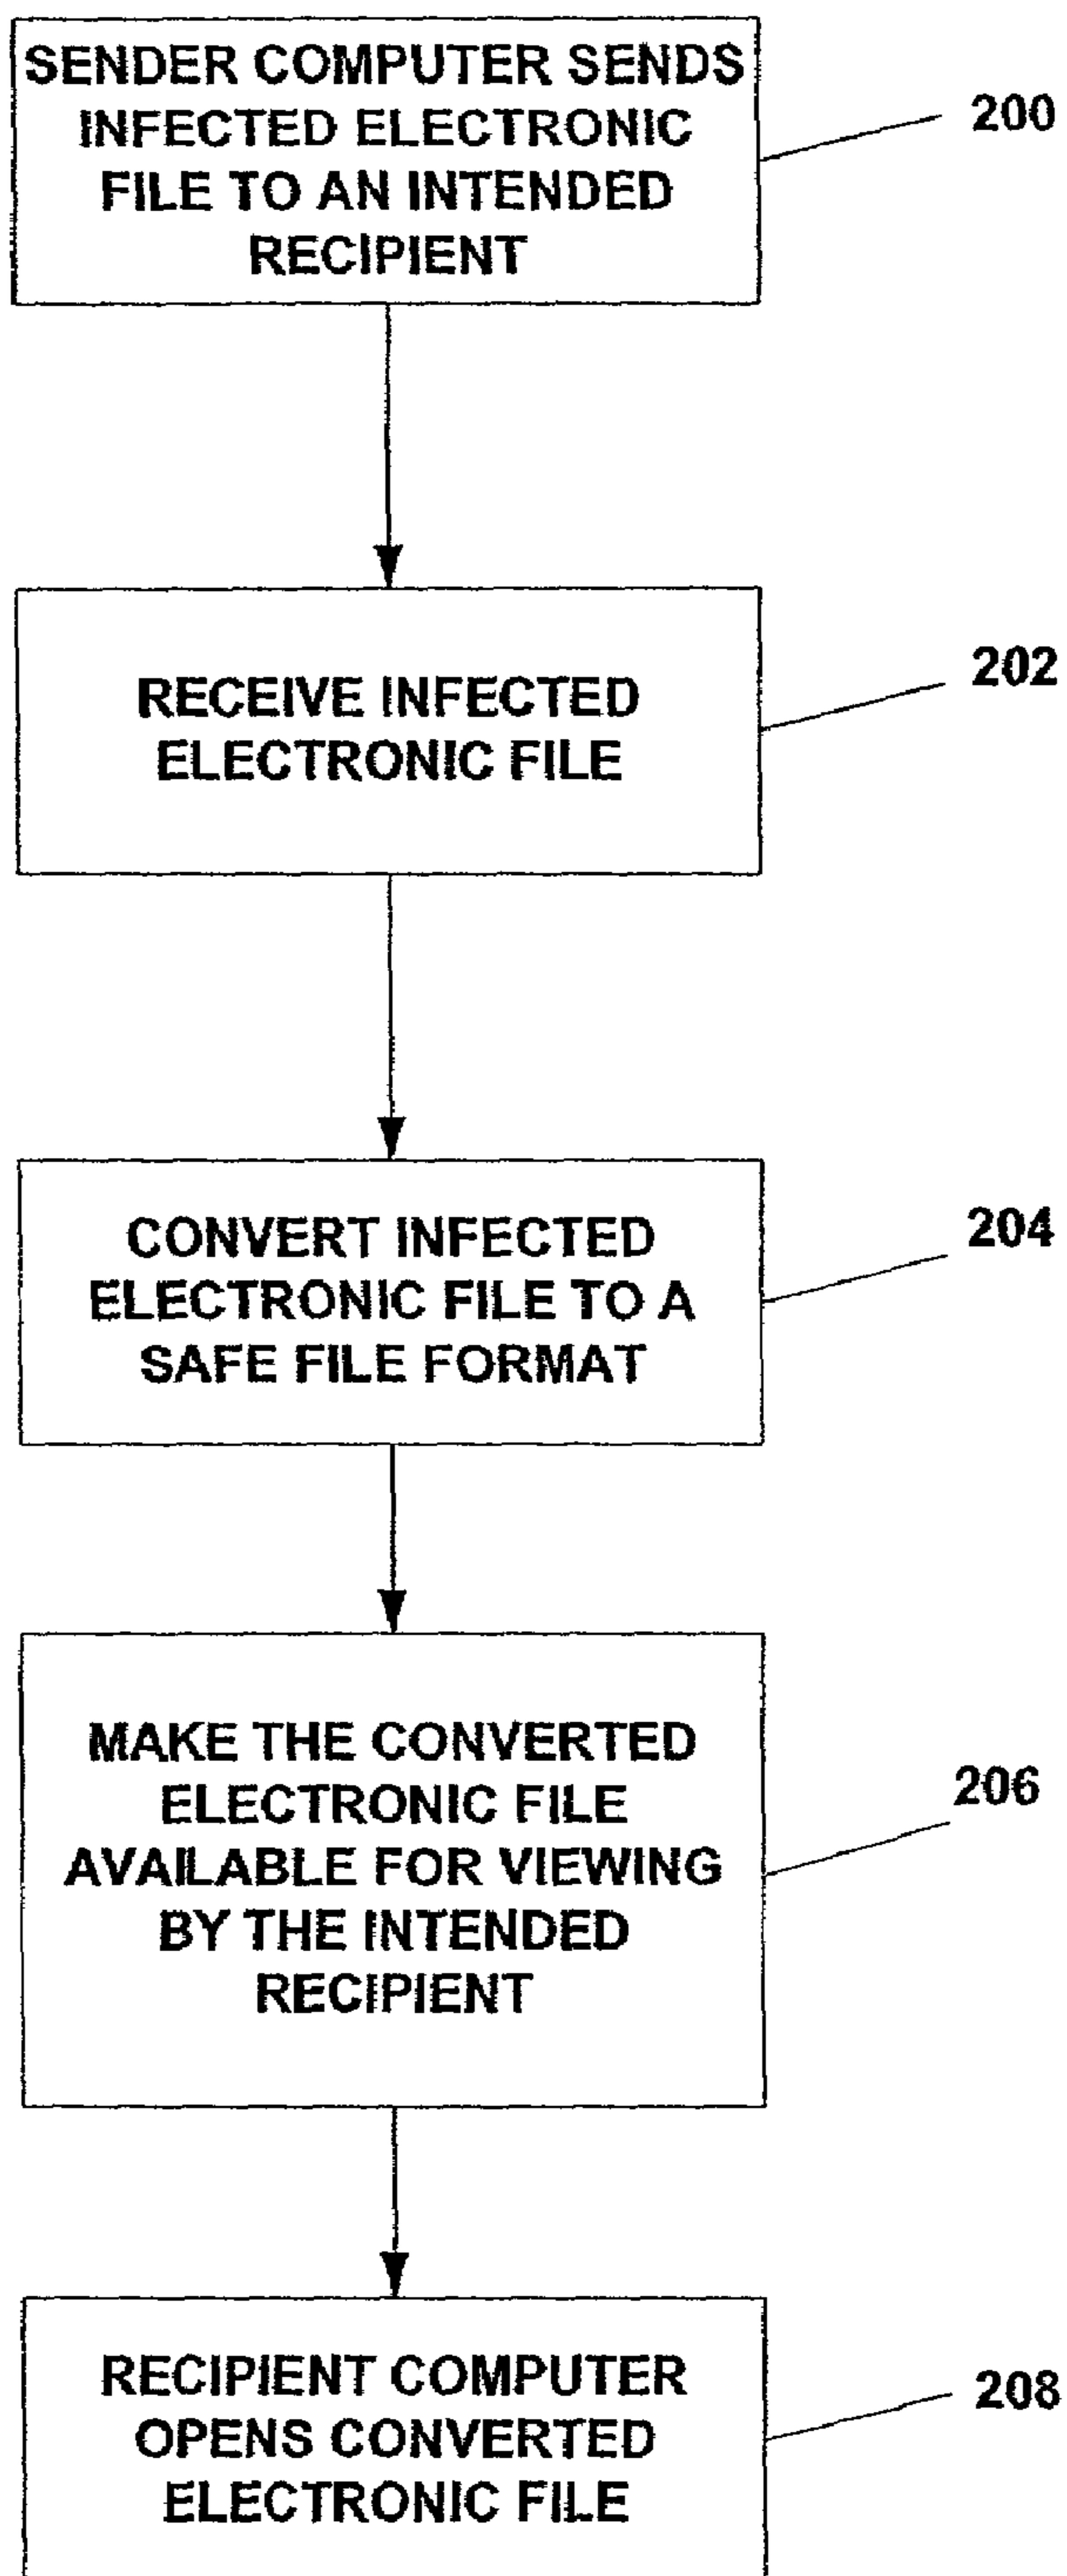 SENDER COMPUTER SENDS
INFECTED ELECTRONIC
FILE TO AN INTENDED
RECIPIENT
200
RECEIVE INFECTED
ELECTRONIC FILE
202
CONVERT INFECTED
ELECTRONIC FILE TO A
SAFE FILE FORMAT
204
MAKE THE CONVERTED
ELECTRONIC FILE
AVAILABLE FOR VIEWING
BY THE INTENDED
RECIPIENT
206
RECIPIENT COMPUTER
OPENS CONVERTED
ELECTRONIC FILE
208